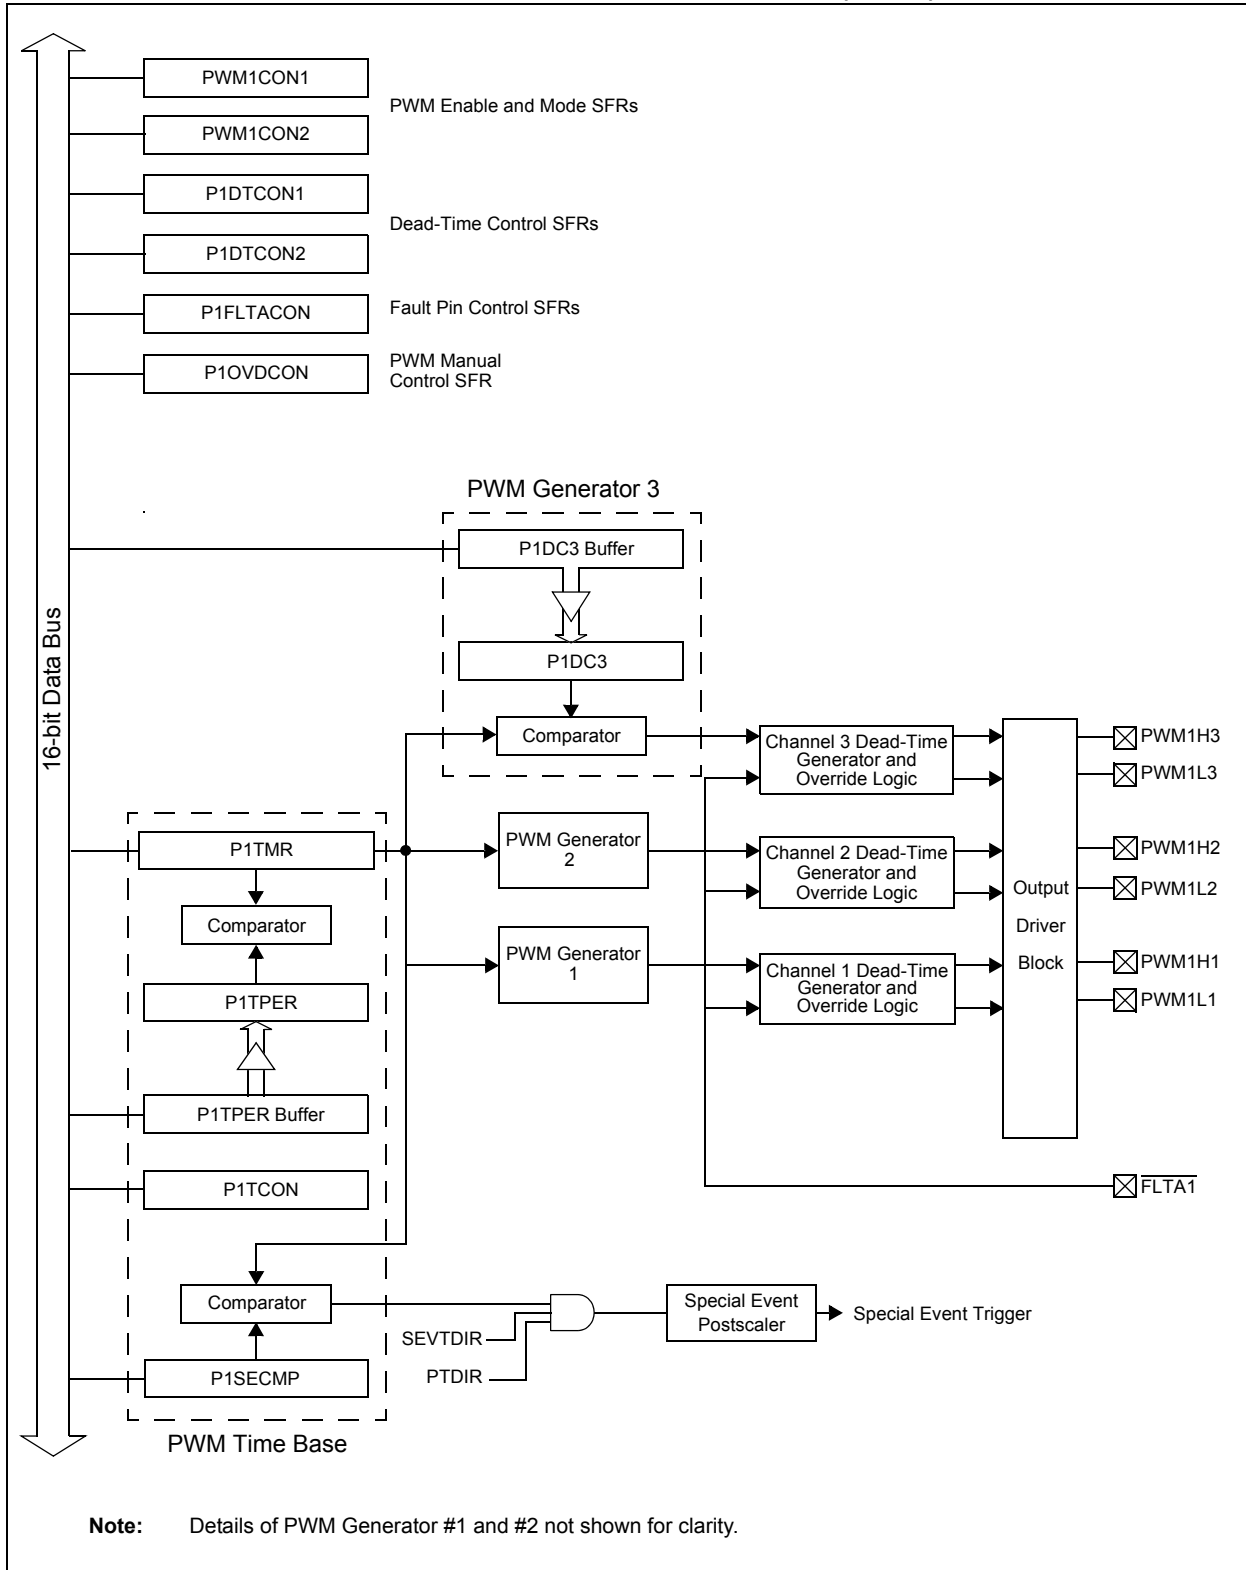 PWM1CON1
PWM Enable and Mode SFRs
PWM1CON2
P1DTCON1
Dead-Time Control SFRs
P1DTCON2
P1FLTACON
Fault Pin Control SFRs
P1OVDCON
PWM Manual
Control SFR
16-bit Data Bus
PWM Generator 3
P1DC3 Buffer
P1DC3
Comparator
Channel 3 Dead-Time
Generator and
Override Logic
PWM1H3
PWM1L3
P1TMR
PWM Generator
2
Channel 2 Dead-Time
Generator and
Override Logic
PWM1H2
PWM1L2
Output
Driver
Block
Comparator
PWM Generator
1
Channel 1 Dead-Time
Generator and
Override Logic
PWM1H1
PWM1L1
P1TPER
P1TPER Buffer
P1TCON
FLTA1
Comparator
SEVTDIR
PTDIR
Special Event
Postscaler
Special Event Trigger
P1SECMP
PWM Time Base
Note: Details of PWM Generator #1 and #2 not shown for clarity.